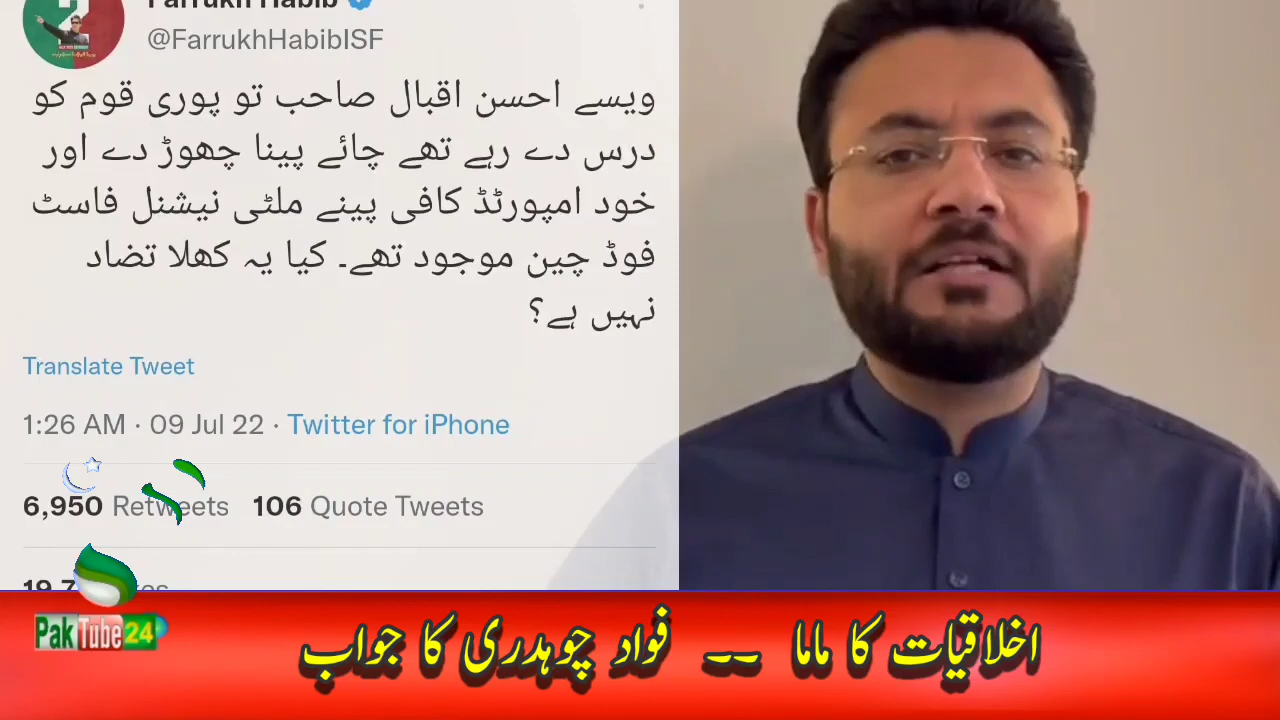 Farrukh Habib
@FarrukhHabibISF
ویسے احسن اقبال صاحب تو پوری قوم کو
درس دے رہے تھے چائے پینا چھوڑ دے اور
خود امپورٹڈ کافی پینے ملٹی نیشنل فاسٹ
فوڈ چین موجود تھے۔ کیا یہ کھلا تضاد
نہیں ہے؟
Translate Tweet
1:26 AM · 09 Jul 22 · Twitter for iPhone
6,950 Retweets 106 Quote Tweets
PakTube24
اخلاقیات کا ماما -- فواد چوہدری کا جواب